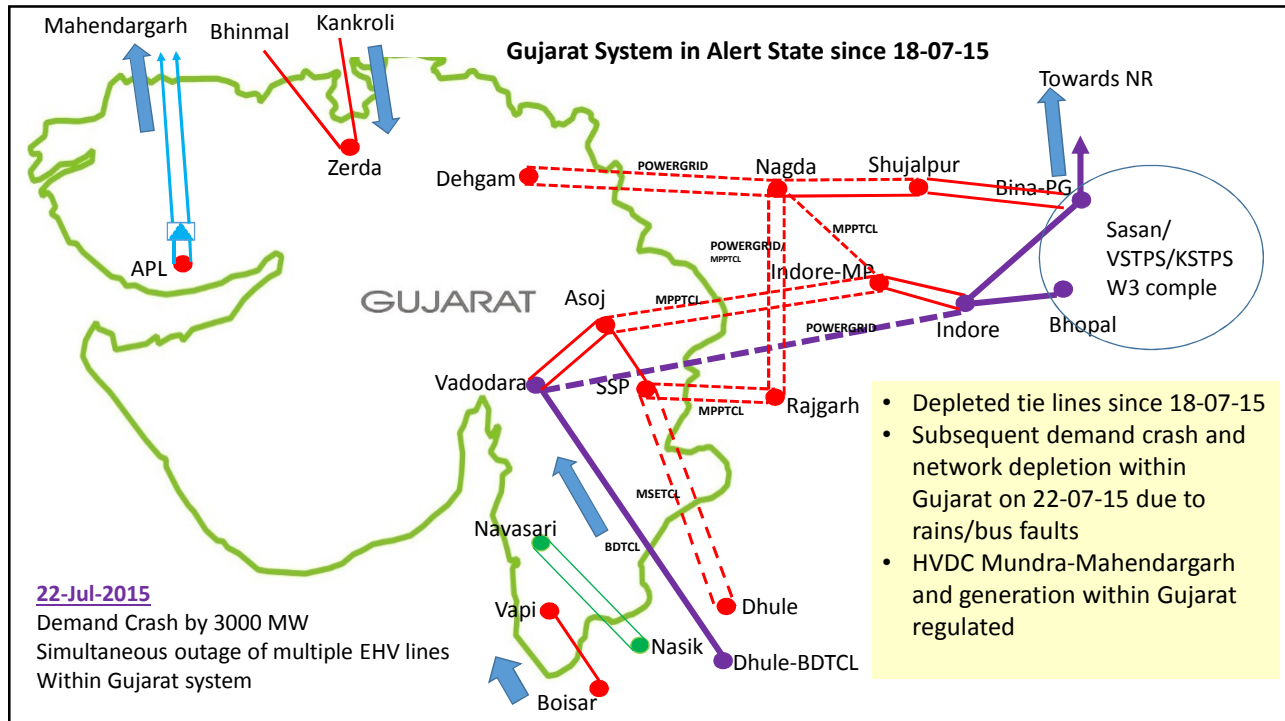 Mahendargarh
Bhinmal
Kankroli
Gujarat System in Alert State since 18-07-15
Towards NR
Zerda
Dehgam
POWERGRID
Nagda
Shujalpur
Bina-PG
MPPTCL
POWERGRID/
MPPTCL
Sasan/
VSTPS/KSTPS
W3 comple
APL
Indore-MP
GUJARAT
Asoj
MPPTCL
POWERGRID
Indore
Bhopal
Vadodara
SSP
MPPTCL
Rajgarh
• Depleted tie lines since 18-07-15
• Subsequent demand crash and
network depletion within
Gujarat on 22-07-15 due to
rains/bus faults
• HVDC Mundra-Mahendargarh
and generation within Gujarat
regulated
MSETCL
Navasari
BDTCL
22-Jul-2015
Demand Crash by 3000 MW
Simultaneous outage of multiple EHV lines
Within Gujarat system
Vapi
Dhule
Nasik
Dhule-BDTCL
Boisar